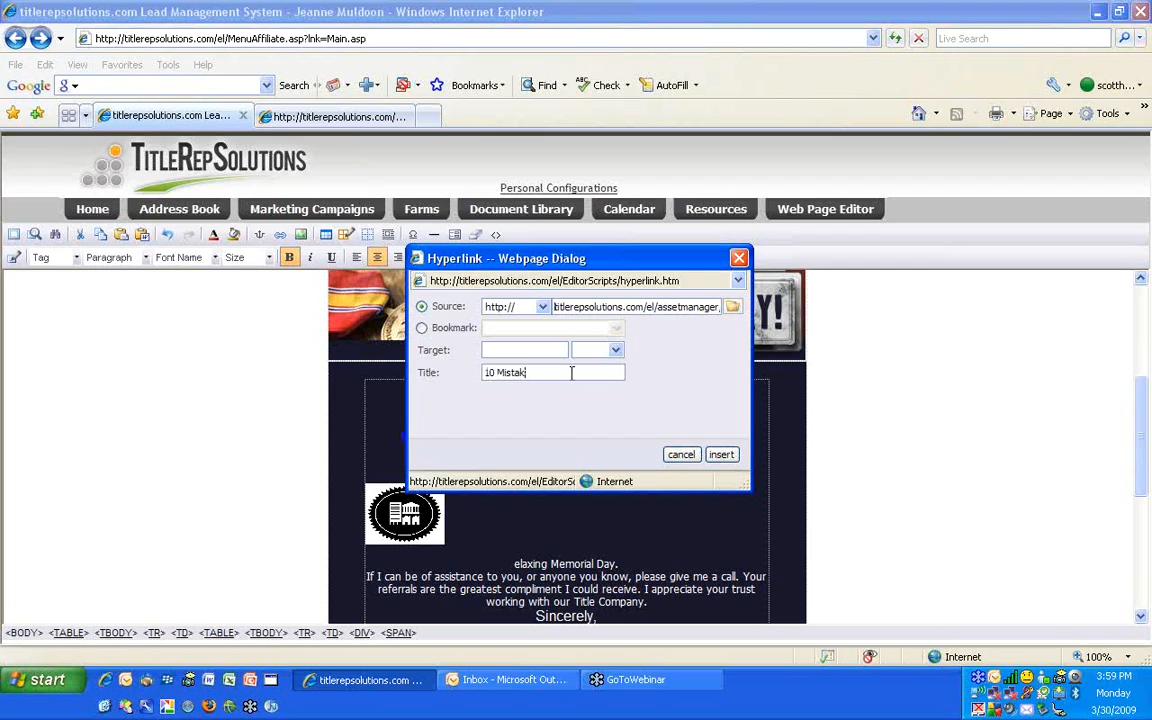 titlerepsolutions.com Lead Management System - Jeanne Muldoon - Windows Internet Explorer
http://titlerepsolutions.com/el/MenuAffiliate.asp?lnk=Main.asp
Live Search
File Edit View Favorites Tools Help
Google Search Bookmarks Find Check AutoFill scotth...
titlerepsolutions.com Lea... http://titlerepsolutions.com/... Page Tools
TITLEREPSOLUTIONS
Personal Configurations
Home Address Book Marketing Campaigns Farms Document Library Calendar Resources Web Page Editor
Tag Paragraph Font Name Size B I U
Hyperlink -- Webpage Dialog
http://titlerepsolutions.com/el/EditorScripts/hyperlink.htm
Source: http:// titlerepsolutions.com/el/assetmanager,
Bookmark:
Target:
Title: 10 Mistak
Y!
cancel insert
http://titlerepsolutions.com/el/EditorSc Internet
elaxing Memorial Day.
If I can be of assistance to you, or anyone you know, please give me a call. Your
referrals are the greatest compliment I could receive. I appreciate your trust
working with our Title Company.
Sincerely,
<BODY> <TABLE> <TBODY> <TR> <TD> <TABLE> <TBODY> <TR> <TD> <DIV> <SPAN>
Internet 100%
start titlerepsolutions.com ... Inbox - Microsoft Out... GoToWebinar
3:59 PM
Monday
3/30/2009